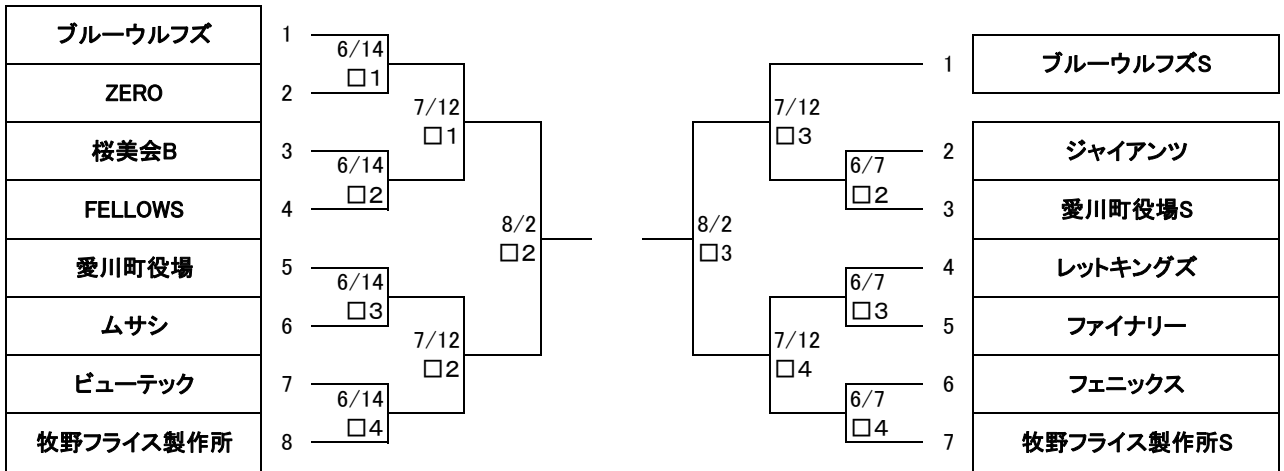 ブルーウルフズ 1
6/14
□1
ZERO 2
7/12
□1
桜美会B 3
6/14
□2
FELLOWS 4
8/2
□2
愛川町役場 5
6/14
□3
ムサシ 6
7/12
□2
ビューテック 7
6/14
□4
牧野フライス製作所 8
1 ブルーウルフズS
7/12
□3
2 ジャイアンツ
6/7
□2
3 愛川町役場S
8/2
□3
4 レットキングズ
6/7
□3
5 ファイナリー
7/12
□4
6 フェニックス
6/7
□4
7 牧野フライス製作所S